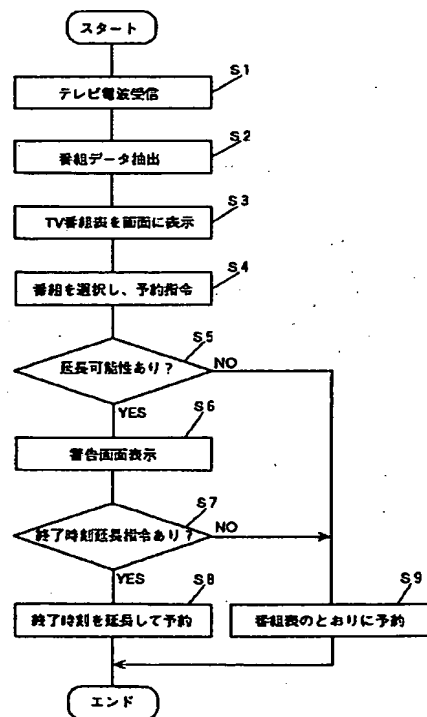 スタート
S1
テレビ電波受信
S2
番組データ抽出
S3
TV番組表を画面に表示
S4
番組を選択し、予約指令
S5
延長可能性あり?
NO
YES
S6
警告画面表示
S7
終了時刻延長指令あり?
NO
YES
S8
終了時刻を延長して予約
S9
番組表のとおりに予約
エンド